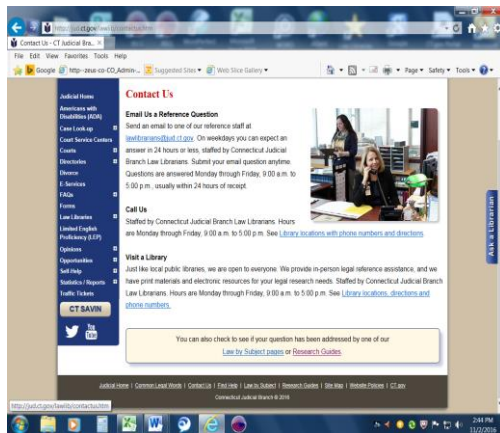 http://jud.ct.gov/lawlib/contactus.htm
Contact Us - CT Judicial Bra...
File Edit View Favorites Tools Help
Google http--zeus-co-CO_Admin-... Suggested Sites Web Slice Gallery Page Safety Tools
Judicial Home
Americans with
Disabilities (ADA)
Case Look-up
Court Service Centers
Courts
Directories
Divorce
E-Services
FAQs
Forms
Law Libraries
Limited English
Proficiency (LEP)
Opinions
Opportunities
Self Help
Statistics / Reports
Traffic Tickets
CT SAVIN
You
Tube
Contact Us
Email Us a Reference Question
Send an email to one of our reference staff at
lawlibrarians@jud.ct.gov. On weekdays you can expect an
answer in 24 hours or less, staffed by Connecticut Judicial
Branch Law Librarians. Submit your email question anytime.
Questions are answered Monday through Friday, 9:00 a.m. to
5:00 p.m., usually within 24 hours of receipt.
Call Us
Staffed by Connecticut Judicial Branch Law Librarians. Hours
are Monday through Friday, 9:00 a.m. to 5:00 p.m. See Library locations with phone numbers and directions.
Visit a Library
Just like local public libraries, we are open to everyone. We provide in-person legal reference assistance, and we
have print materials and electronic resources for your legal research needs. Staffed by Connecticut Judicial Branch
Law Librarians. Hours are Monday through Friday, 9:00 a.m. to 5:00 p.m. See Library locations, directions and
phone numbers.
You can also check to see if your question has been addressed by one of our
Law by Subject pages or Research Guides.
Ask a Librarian
Judicial Home | Common Legal Words | Contact Us | Find Help | Law by Subject | Research Guides | Site Map | Website Policies | CT.gov
Connecticut Judicial Branch © 2016
http://jud.ct.gov/lawlib/contactus.htm
2:44 PM
11/2/2016